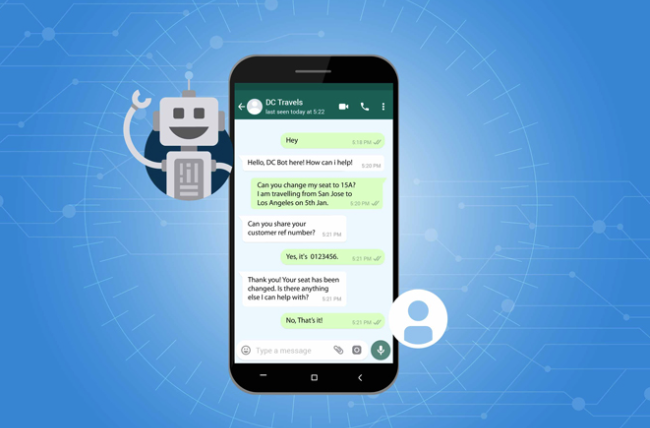 DC Travels
last seen today at 5:22
Hey
5:18 PM
Hello, DC Bot here! How can i help!
5:20 PM
Can you change my seat to 15A?
I am travelling from San Jose to
Los Angeles on 5th Jan.
5:20 PM
Can you share your
customer ref number?
5:21 PM
Yes, it's 0123456.
5:21 PM
Thank you! Your seat has been
changed. Is there anything
else I can help with?
5:21 PM
No, That's it!
5:21 PM
Type a message